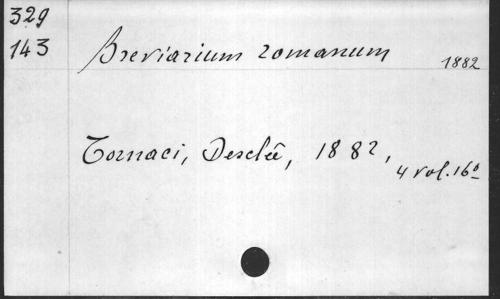 329
143
Breviarium romanum
1882
Tornaci, Desclée, 1882,
4 vol. 16°